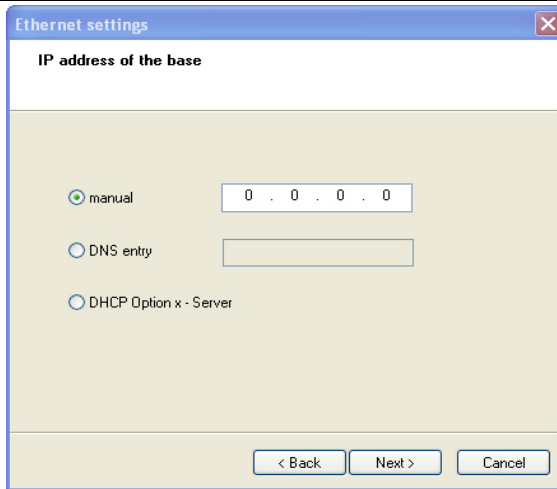 Ethernet settings
IP address of the base
manual 0 . 0 . 0 . 0
DNS entry
DHCP Option x - Server
< Back Next > Cancel